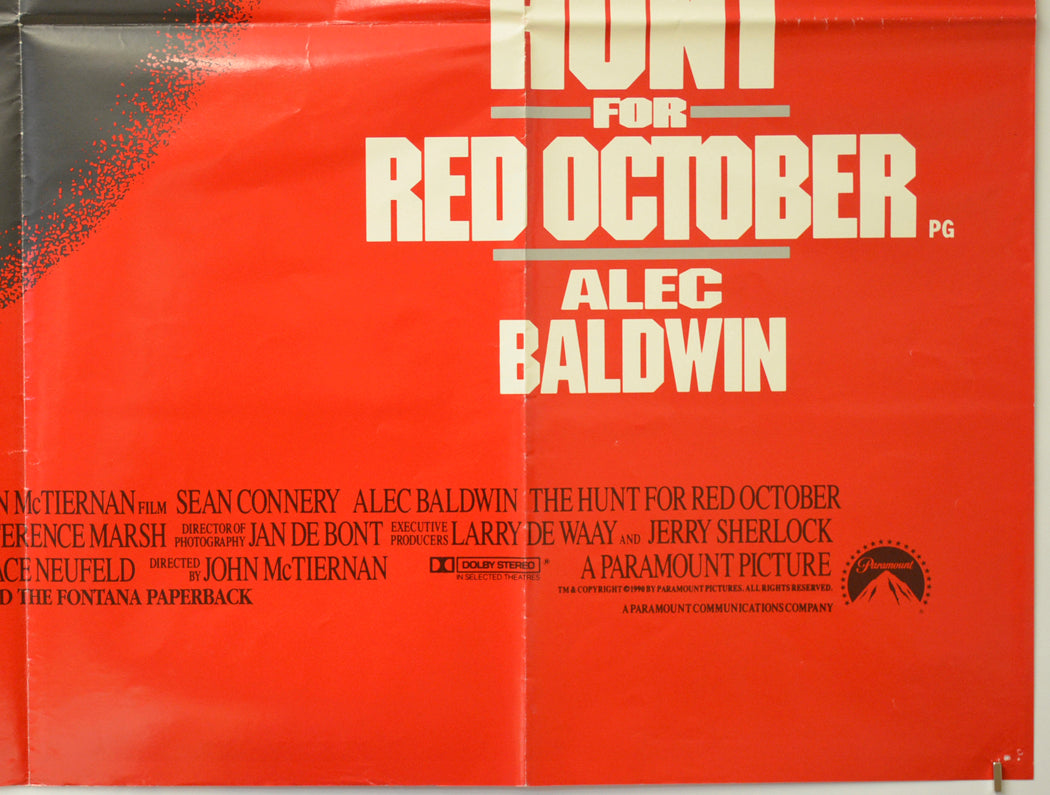 HUNT
FOR
RED OCTOBER PG
ALEC
BALDWIN
N McTIERNAN FILM SEAN CONNERY ALEC BALDWIN THE HUNT FOR RED OCTOBER
ERENCE MARSH DIRECTOR OF PHOTOGRAPHY JAN DE BONT EXECUTIVE PRODUCERS LARRY DE WAAY AND JERRY SHERLOCK
ACE NEUFELD DIRECTED BY JOHN McTIERNAN DOLBY STEREO ® IN SELECTED THEATRES A PARAMOUNT PICTURE
D THE FONTANA PAPERBACK
TM & COPYRIGHT © 1990 BY PARAMOUNT PICTURES. ALL RIGHTS RESERVED.
A PARAMOUNT COMMUNICATIONS COMPANY
Paramount